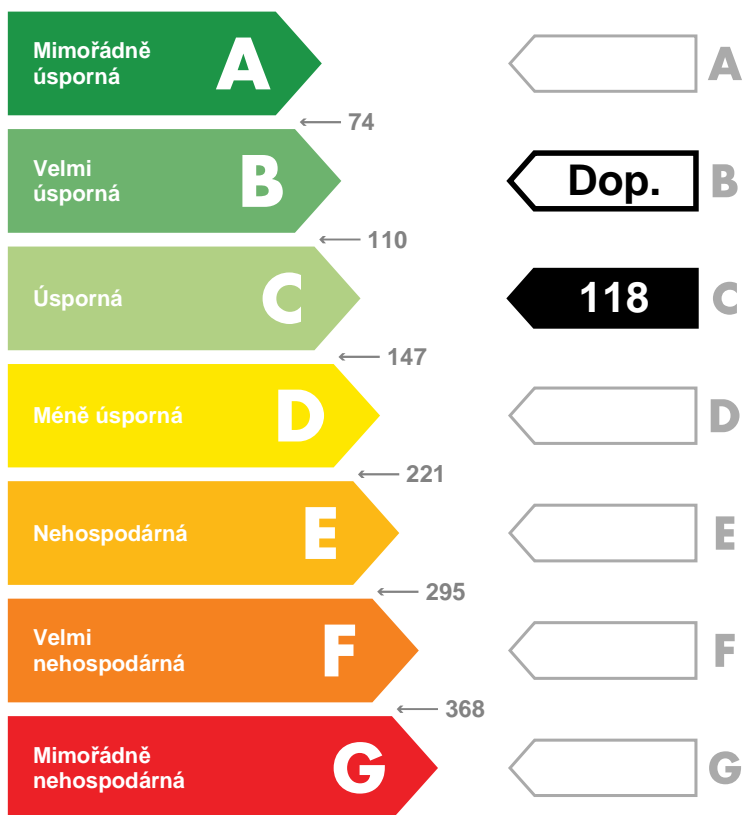 Mimořádně
úsporná
A
A
74
Velmi
úsporná
B
Dop.
B
110
Úsporná
C
118
C
147
Méně úsporná
D
D
221
Nehospodárná
E
E
295
Velmi
nehospodárná
F
F
368
Mimořádně
nehospodárná
G
G